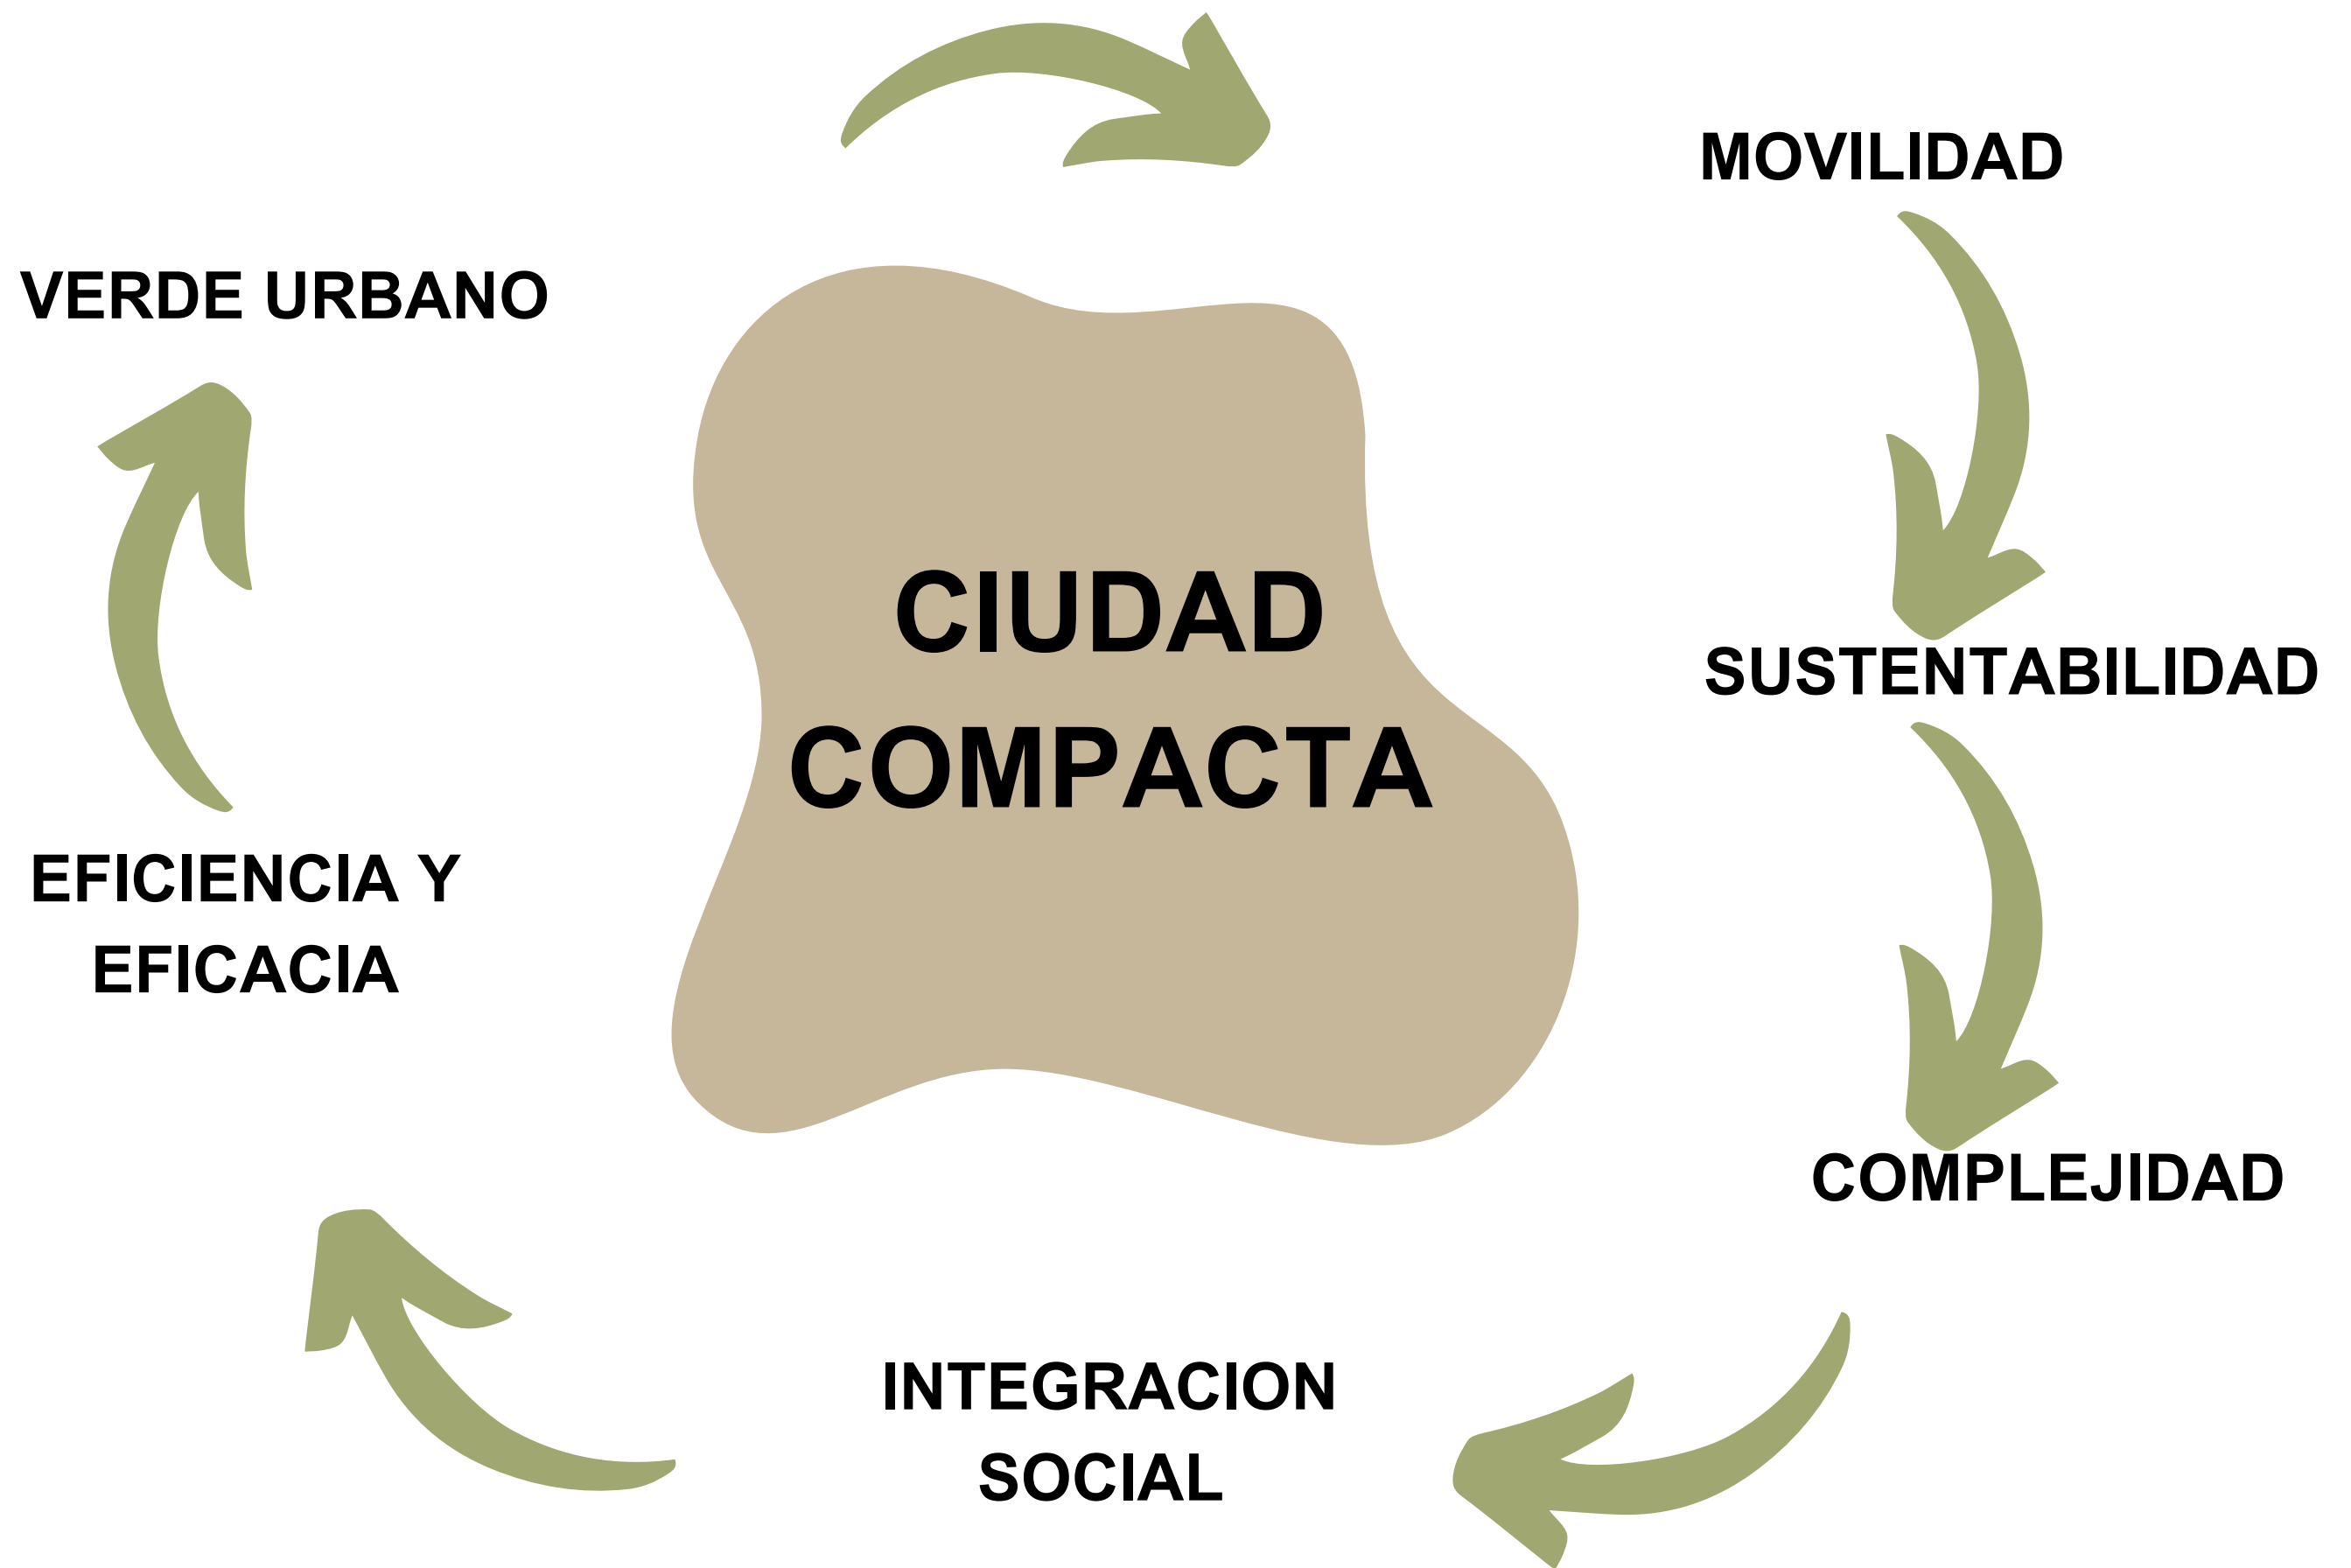 MOVILIDAD
VERDE URBANO
CIUDAD
COMPACTA
SUSTENTABILIDAD
EFICIENCIA Y
EFICACIA
COMPLEJIDAD
INTEGRACION
SOCIAL